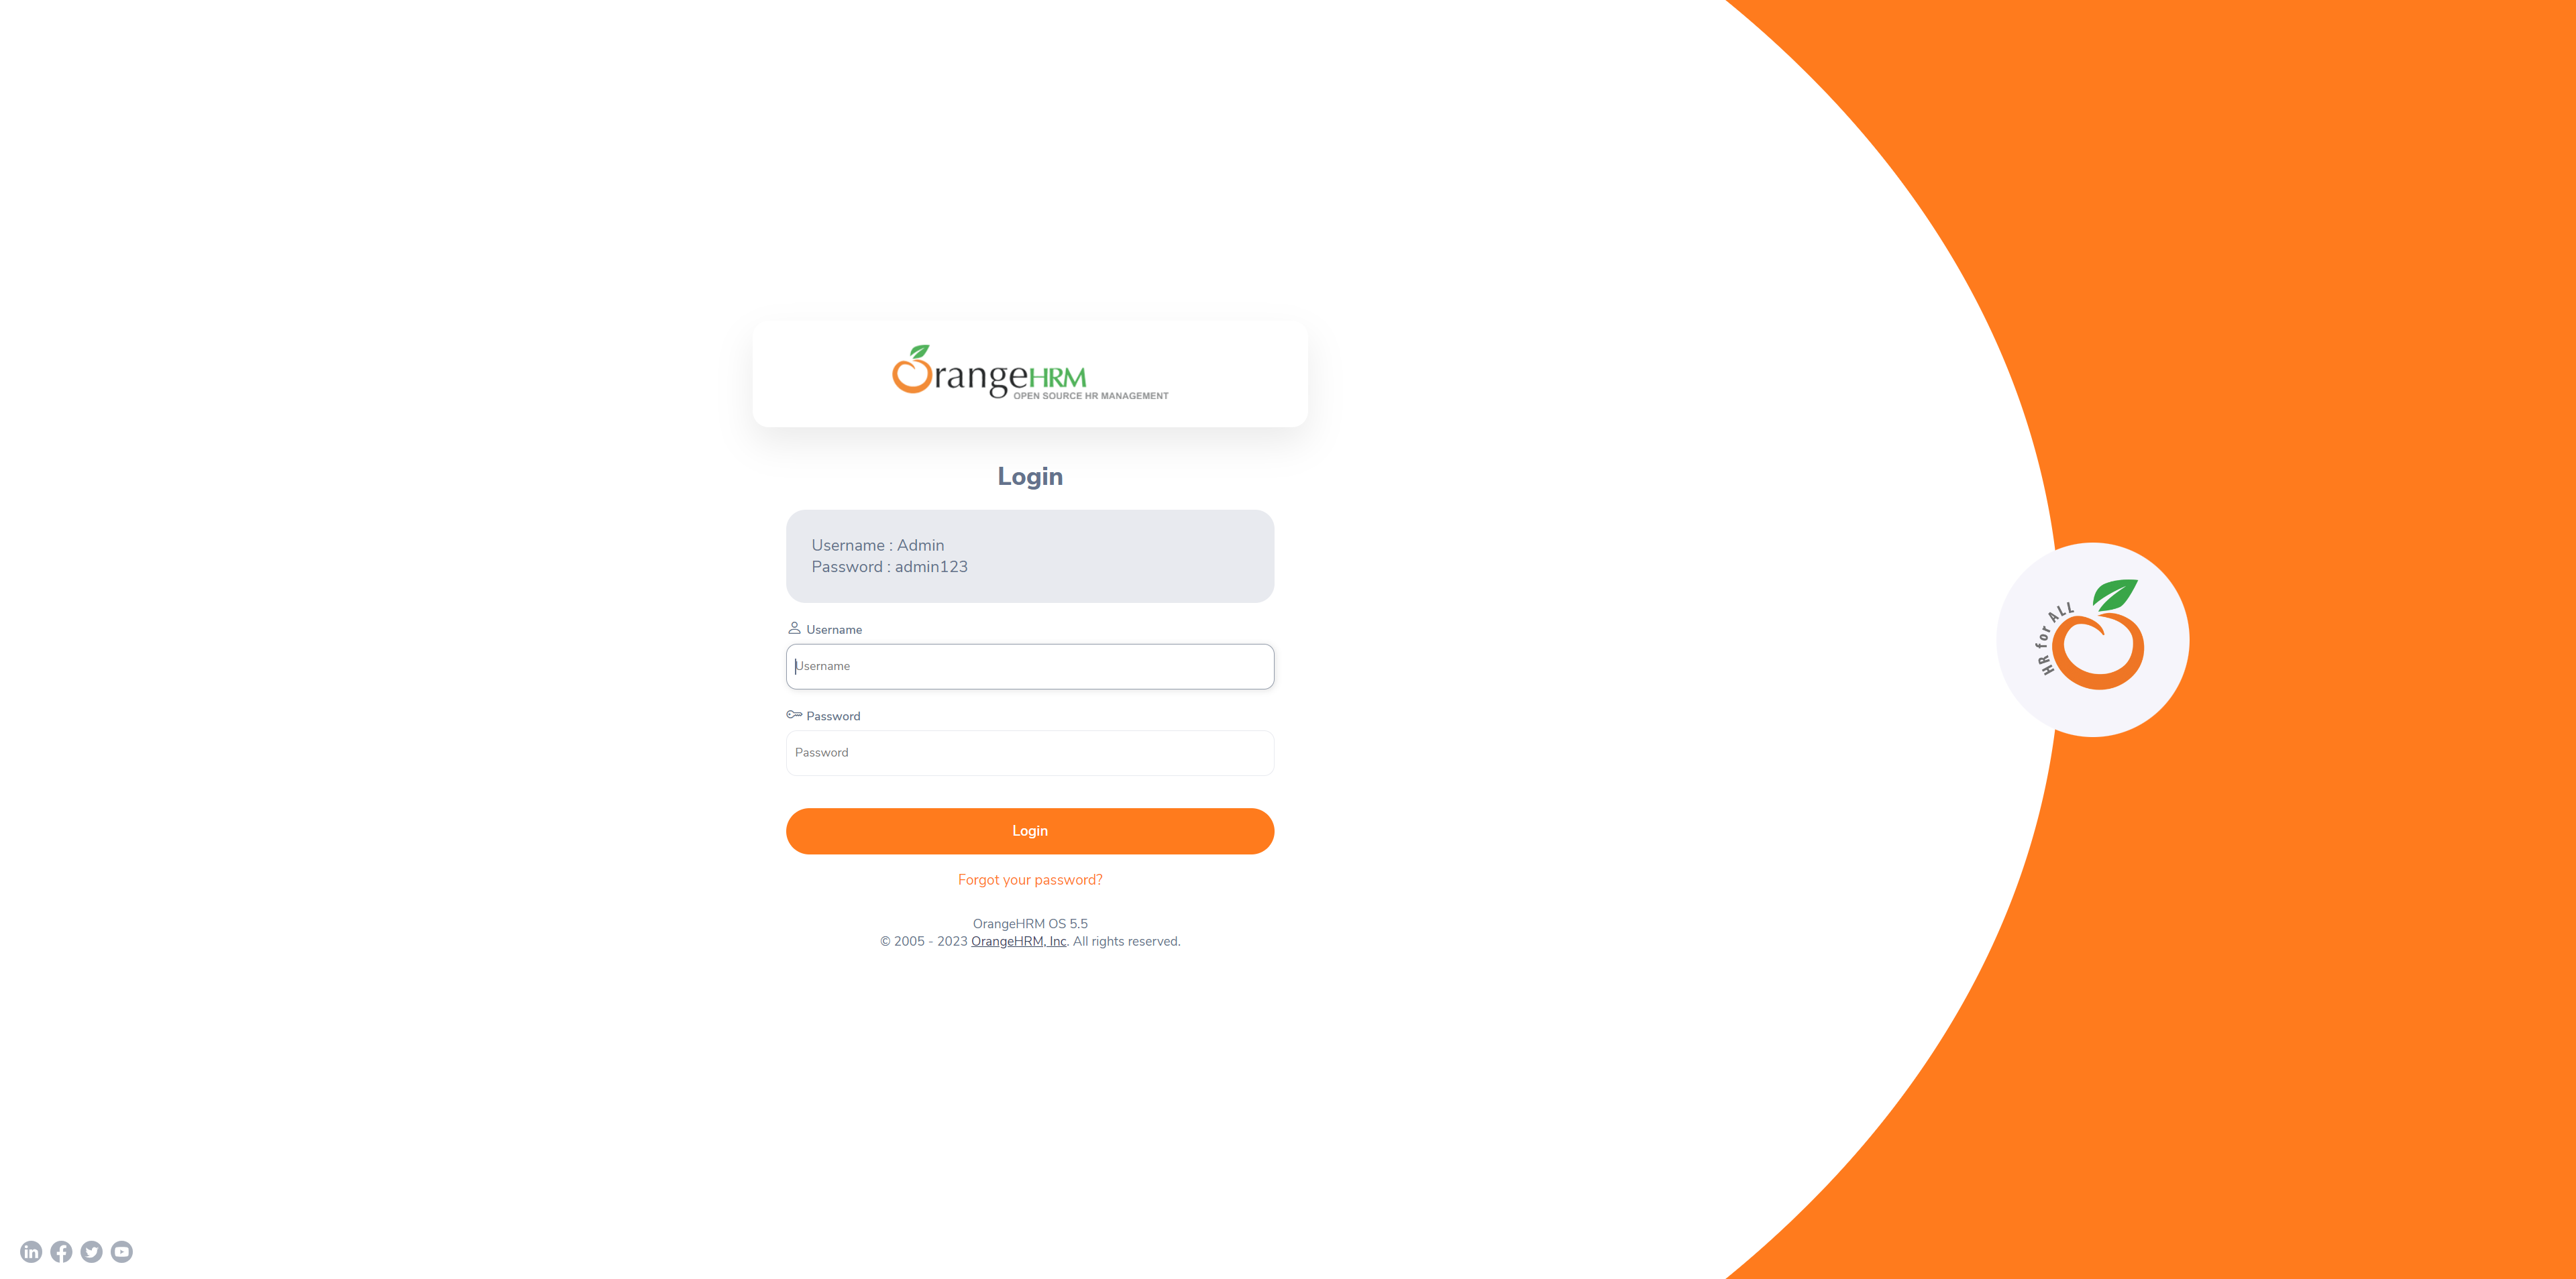 OrangeHRM
OPEN SOURCE HR MANAGEMENT
Login
Username : Admin
Password : admin123
Username
Username
Password
Password
Login
Forgot your password?
OrangeHRM OS 5.5
© 2005 - 2023 OrangeHRM, Inc. All rights reserved.
HR for ALL